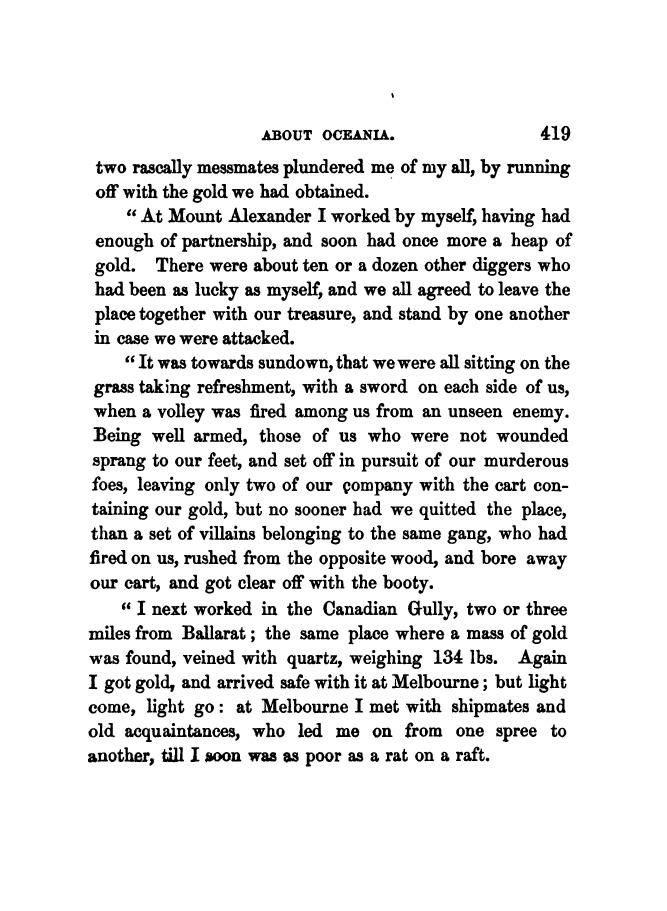 ABOUT OCEANIA. 419
two rascally messmates plundered me of my all, by running
off with the gold we had obtained.
“ At Mount Alexander I worked by myself, having had
enough of partnership, and soon had once more a heap of
gold. There were about ten or a dozen other diggers who
had been as lucky as myself, and we all agreed to leave the
place together with our treasure, and stand by one another
in case we were attacked.
“ It was towards sundown, that we were all sitting on the
grass taking refreshment, with a sword on each side of us,
when a volley was fired among us from an unseen enemy.
Being well armed, those of us who were not wounded
sprang to our feet, and set off in pursuit of our murderous
foes, leaving only two of our company with the cart con-
taining our gold, but no sooner had we quitted the place,
than a set of villains belonging to the same gang, who had
fired on us, rushed from the opposite wood, and bore away
our cart, and got clear off with the booty.
“ I next worked in the Canadian Gully, two or three
miles from Ballarat ; the same place where a mass of gold
was found, veined with quartz, weighing 134 lbs. Again
I got gold, and arrived safe with it at Melbourne ; but light
come, light go : at Melbourne I met with shipmates and
old acquaintances, who led me on from one spree to
another, till I soon was as poor as a rat on a raft.